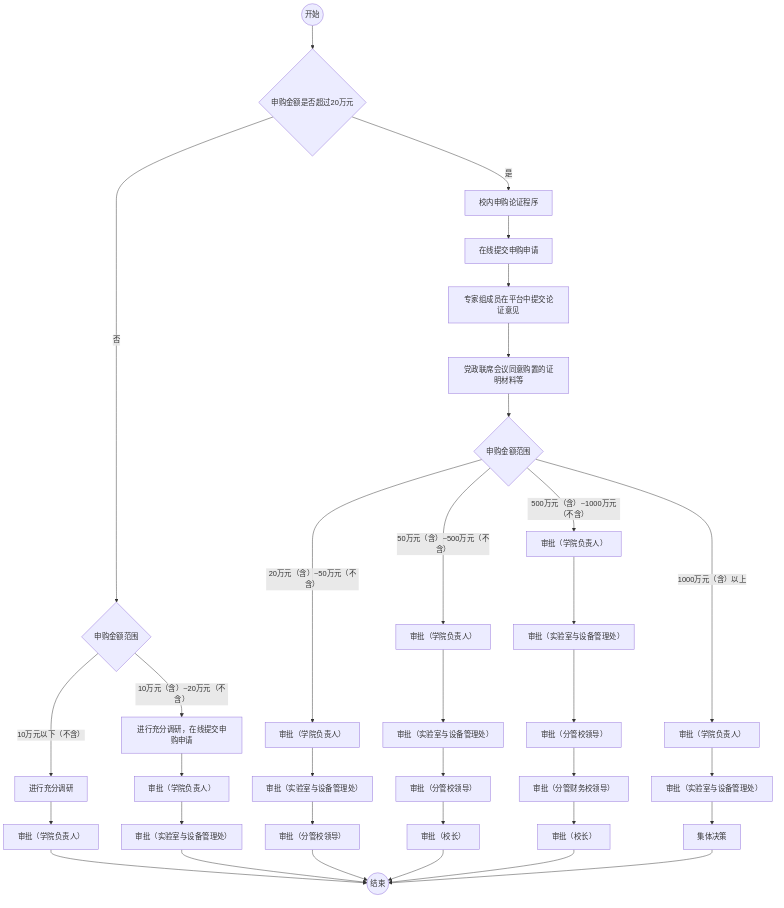 开始
申购金额是否超过20万元
是
校内申购论证程序
在线提交申购申请
专家组成员在平台中提交论
证意见
否
党政联席会议同意购置的证
明材料等
申购金额范围
500万元（含）~1000万元
（不含）
50万元（含）~500万元（不
含）
审批（学院负责人）
20万元（含）~50万元（不
含）
1000万元（含）以上
申购金额范围
审批（学院负责人）
审批（实验室与设备管理处）
10万元（含）~20万元（不
含）
10万元以下（不含）
进行充分调研，在线提交申
购申请
审批（学院负责人）
审批（实验室与设备管理处）
审批（分管校领导）
审批（学院负责人）
进行充分调研
审批（学院负责人）
审批（实验室与设备管理处）
审批（分管校领导）
审批（分管财务校领导）
审批（实验室与设备管理处）
审批（学院负责人）
审批（实验室与设备管理处）
审批（分管校领导）
审批（校长）
审批（校长）
集体决策
结束